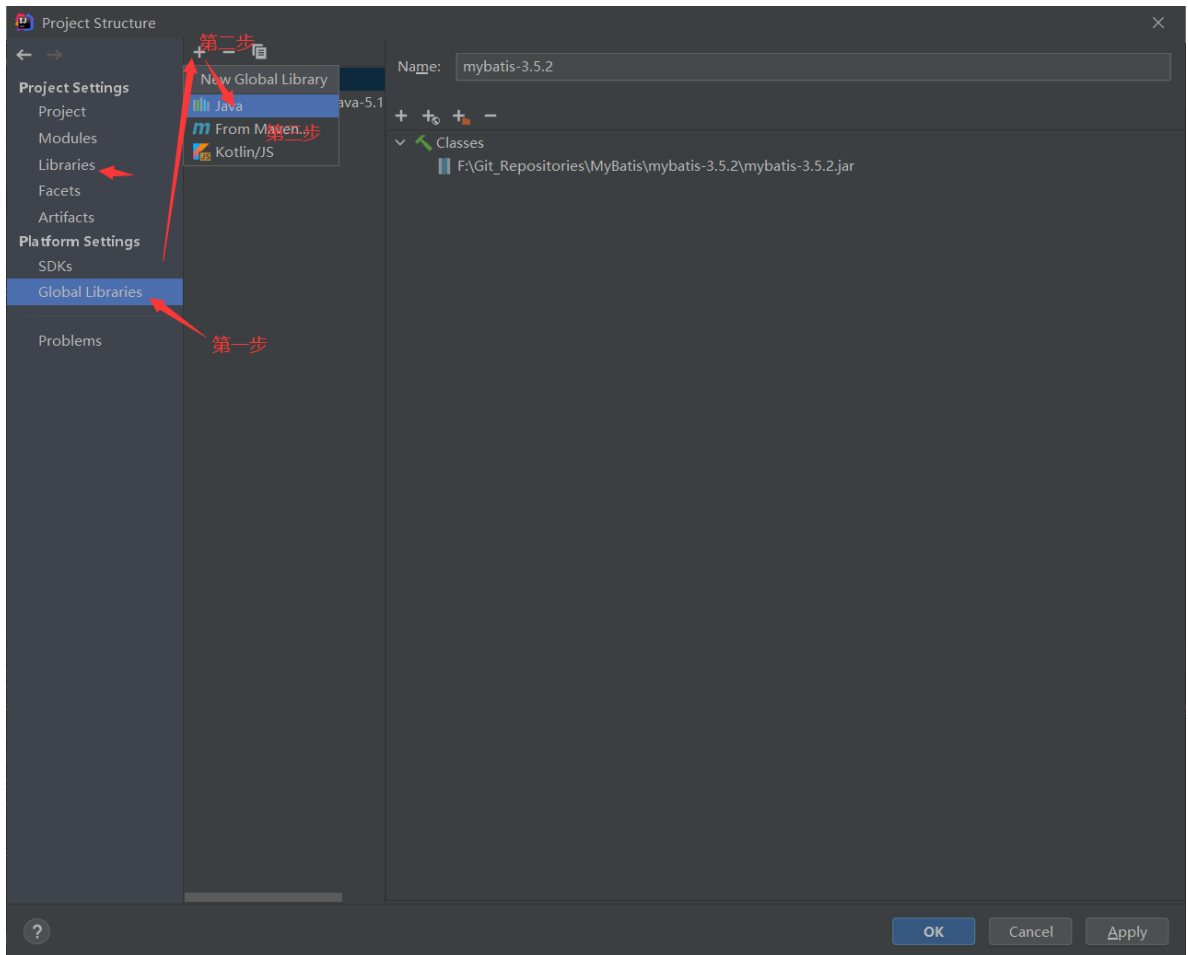 Project Structure
第二步
Project Settings
Project
Modules
Libraries
Facets
Artifacts
Platform Settings
SDKs
Global Libraries
Problems
第一步
New Global Library
Java
ava-5.1
From Maven...
第三步
Kotlin/JS
Name: mybatis-3.5.2
Classes
F:\Git_Repositories\MyBatis\mybatis-3.5.2\mybatis-3.5.2.jar
?
OK Cancel Apply